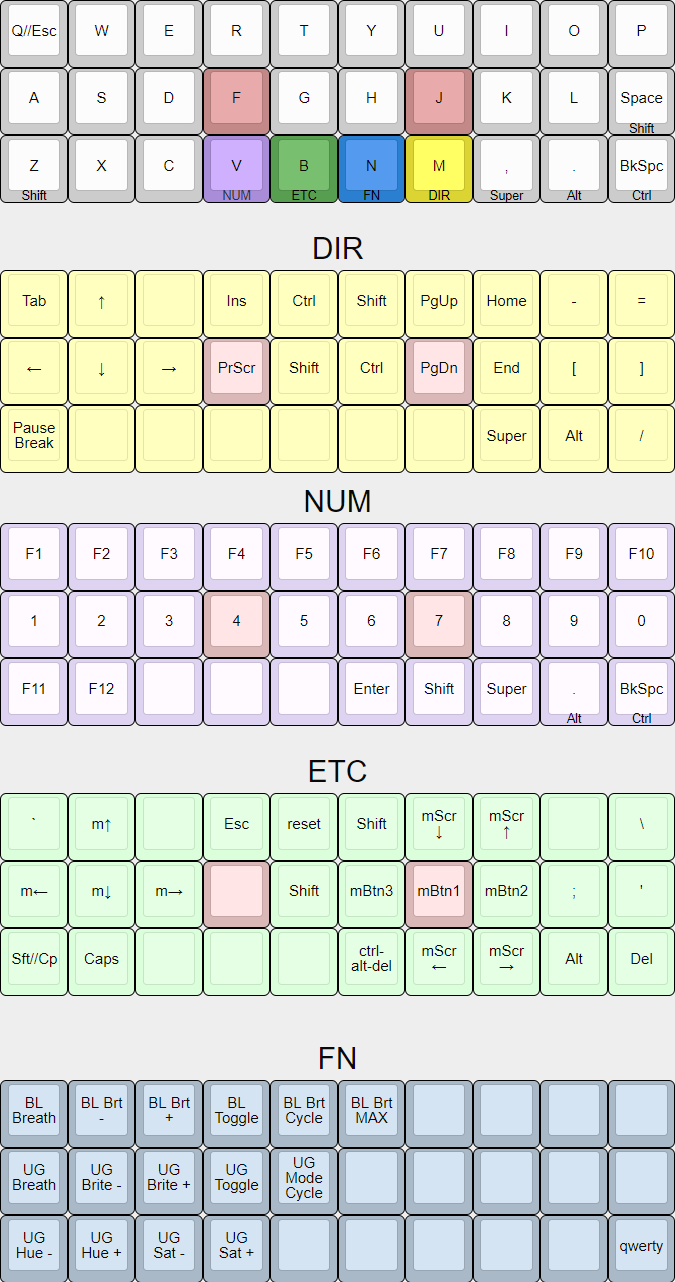 Q//Esc W E R T Y U I O P
A S D F G H J K L Space
Shift
Z X C V B N M , . BkSpc
Shift NUM ETC FN DIR Super Alt Ctrl
DIR
Tab ↑ Ins Ctrl Shift PgUp Home - =
← ↓ → PrScr Shift Ctrl PgDn End [ ]
Pause
Break Super Alt /
NUM
F1 F2 F3 F4 F5 F6 F7 F8 F9 F10
1 2 3 4 5 6 7 8 9 0
F11 F12 Enter Shift Super . BkSpc
Alt Ctrl
ETC
` m↑ Esc reset Shift mScr
↓ mScr
↑ \
m← m↓ m→ Shift mBtn3 mBtn1 mBtn2 ; '
Sft//Cp Caps ctrl-
alt-del mScr
← mScr
→ Alt Del
FN
BL
Breath BL Brt
- BL Brt
+ BL
Toggle BL Brt
Cycle BL Brt
MAX
UG
Breath UG
Brite - UG
Brite + UG
Toggle UG
Mode
Cycle
UG
Hue - UG
Hue + UG
Sat - UG
Sat + qwerty